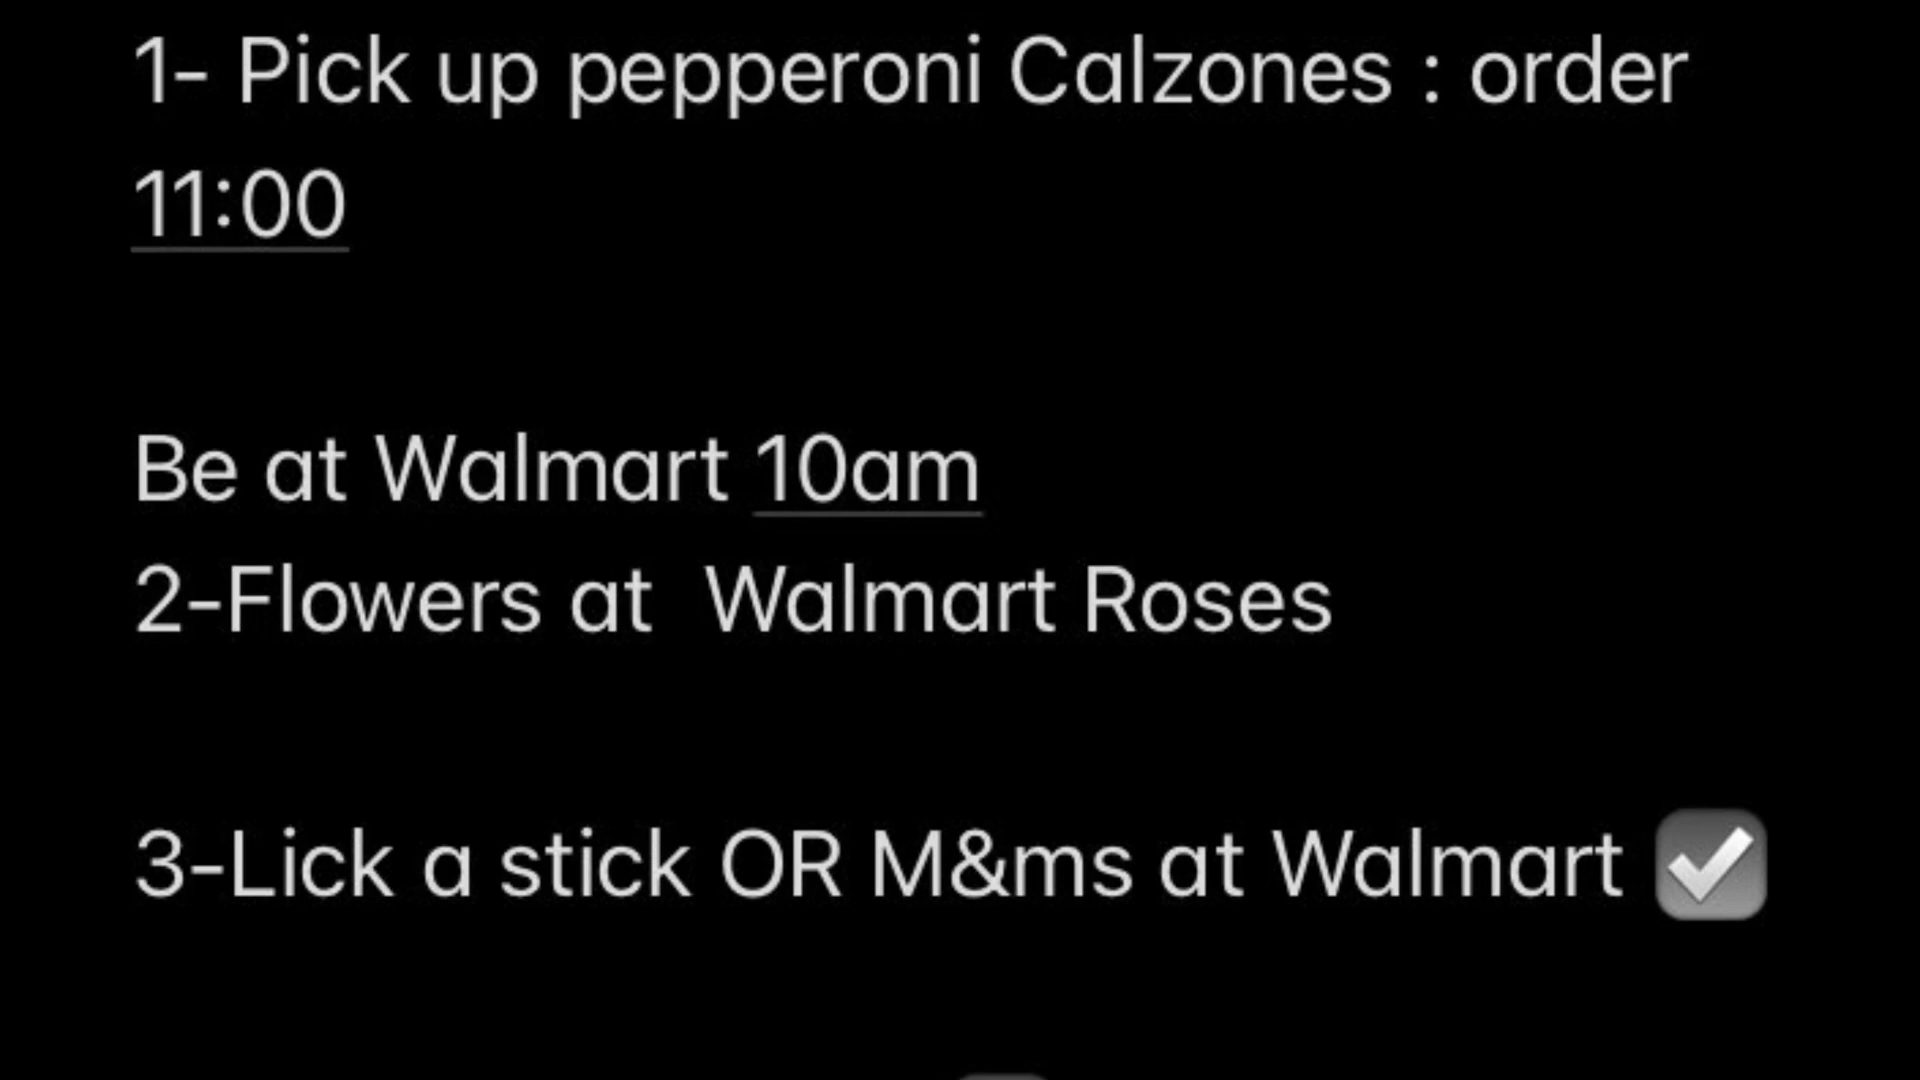 1- Pick up pepperoni Calzones : order
11:00
Be at Walmart 10am
2-Flowers at  Walmart Roses
3-Lick a stick OR M&ms at Walmart ✅